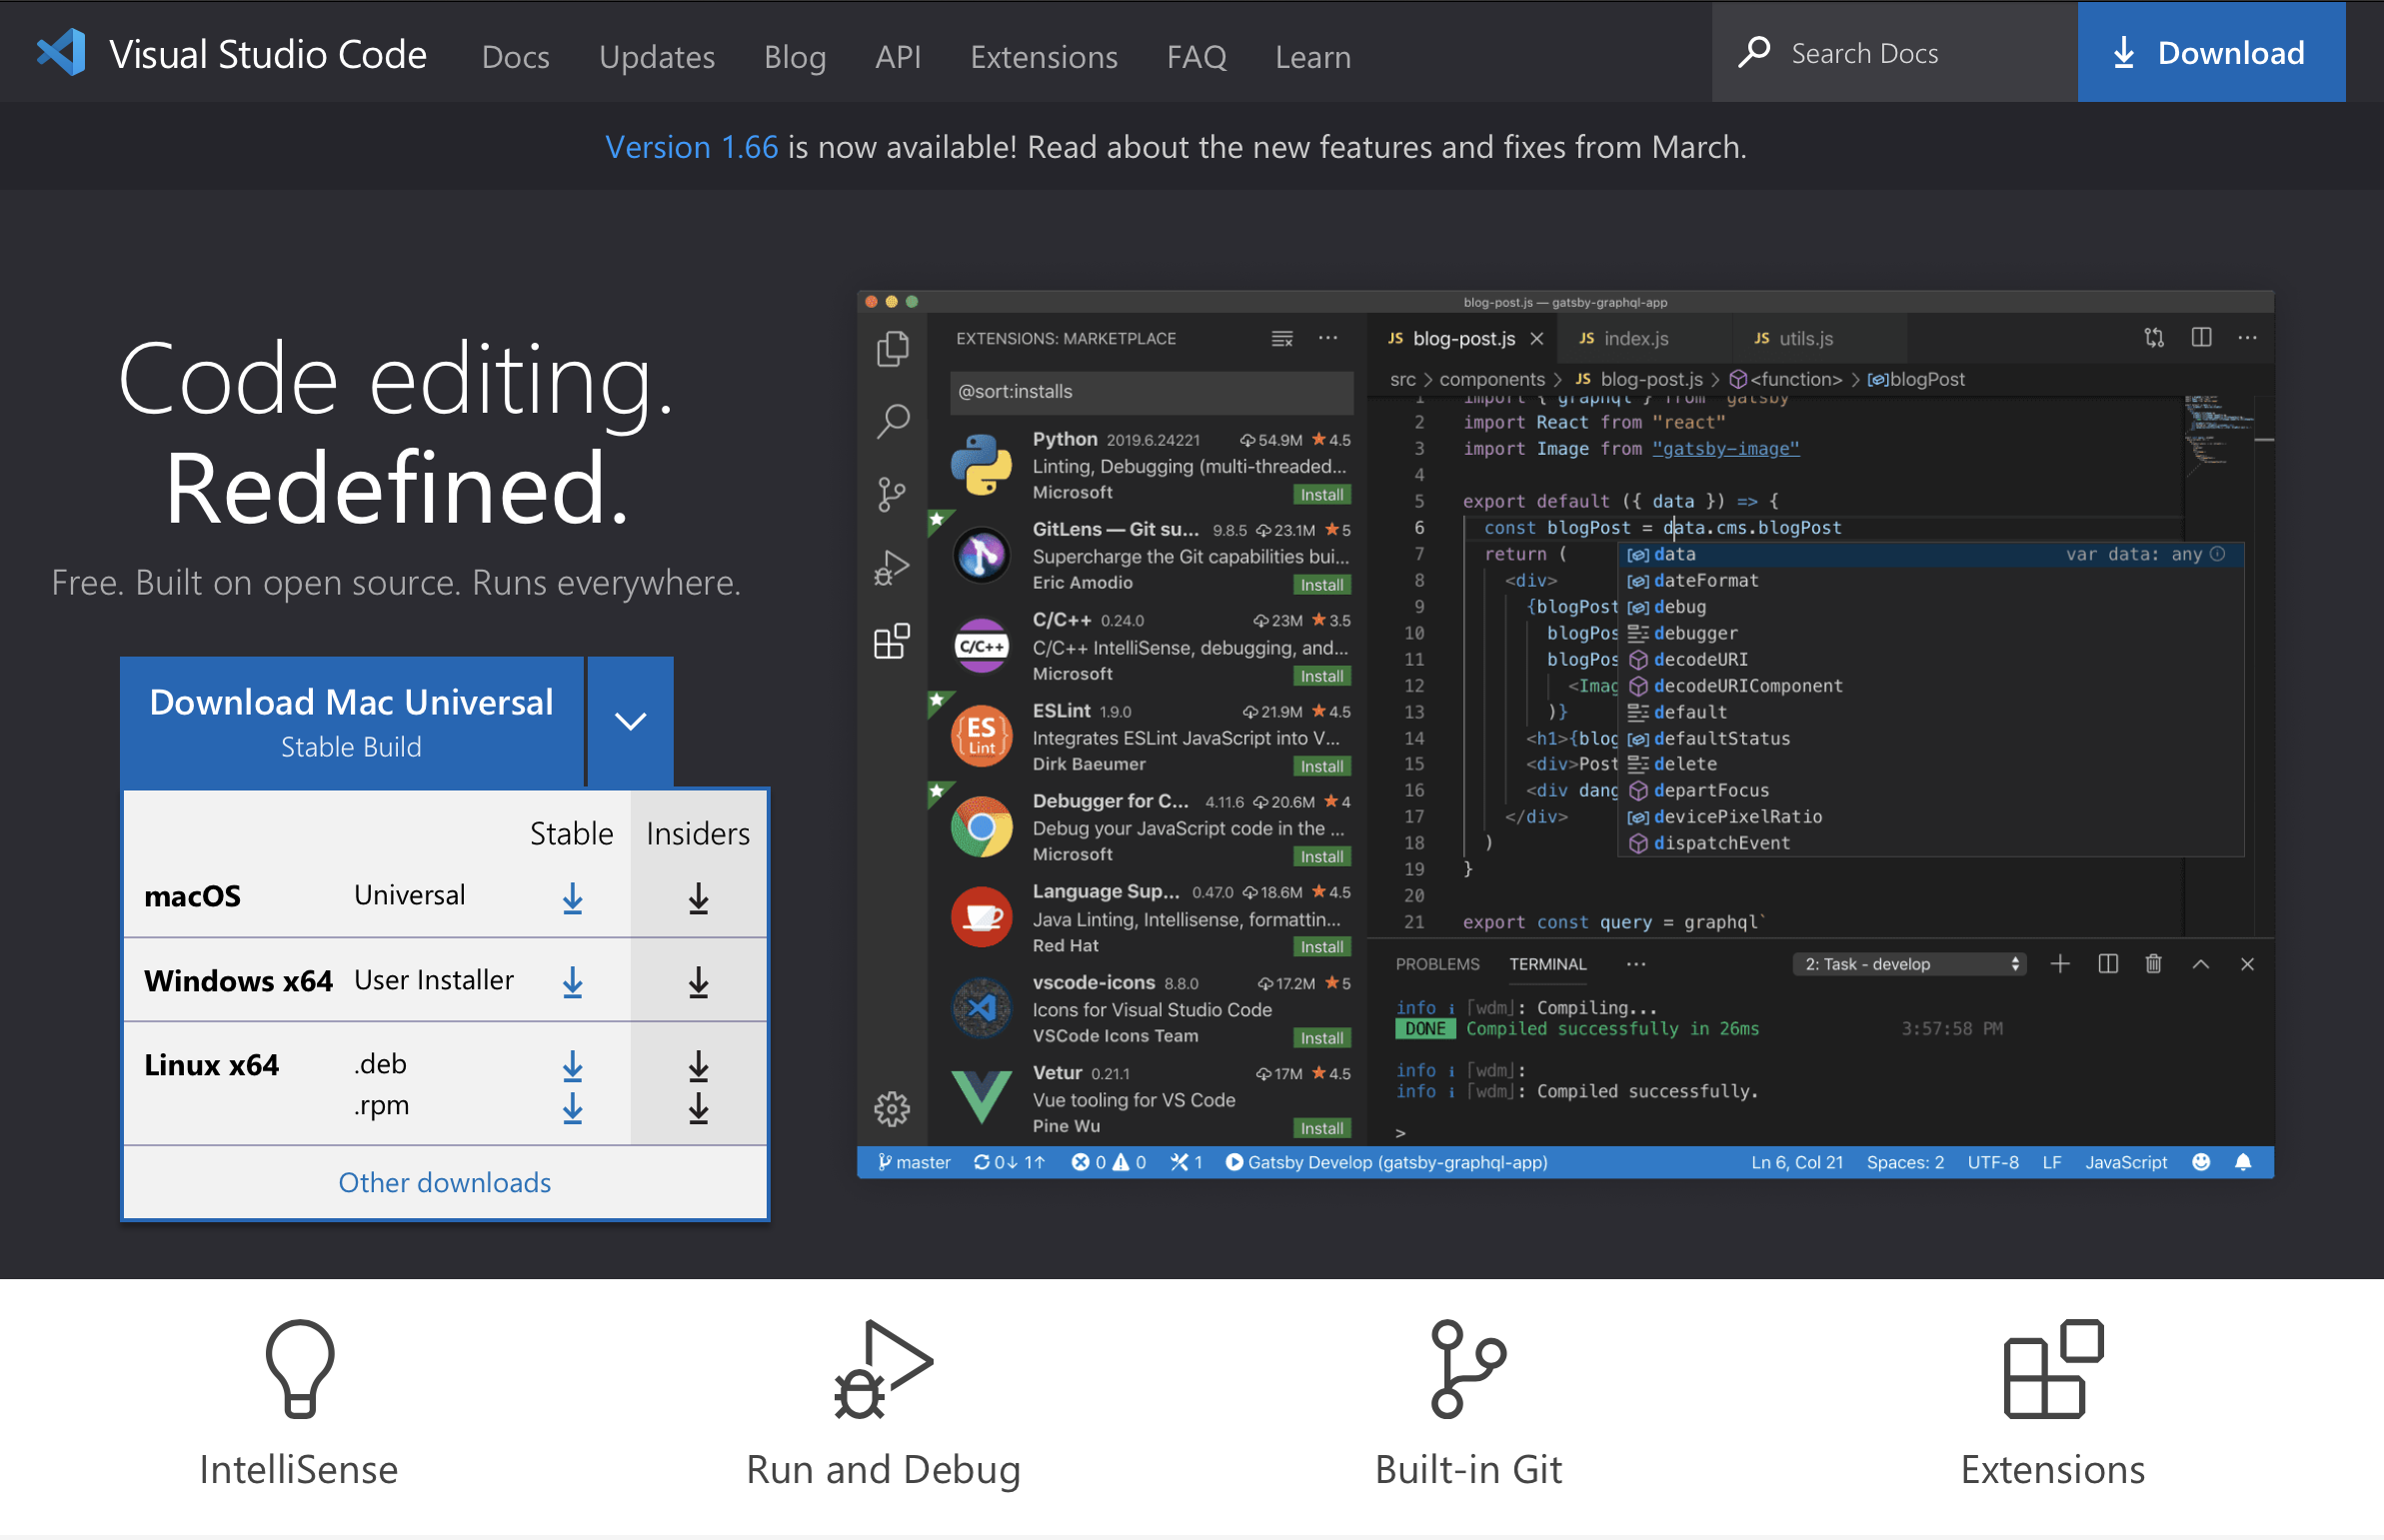 Visual Studio Code Docs Updates Blog API Extensions FAQ Learn Search Docs Download
Version 1.66 is now available! Read about the new features and fixes from March.
Code editing.
Redefined.
Free. Built on open source. Runs everywhere.
Download Mac Universal
Stable Build
Stable Insiders
macOS Universal
Windows x64 User Installer
Linux x64 .deb
.rpm
Other downloads
blog-post.js — gatsby-graphql-app
EXTENSIONS: MARKETPLACE
@sort:installs
Python 2019.6.24221 54.9M 4.5
Linting, Debugging (multi-threaded...
Microsoft Install
GitLens — Git su... 9.8.5 23.1M 5
Supercharge the Git capabilities bui...
Eric Amodio Install
C/C++
C/C++ 0.24.0 23M 3.5
C/C++ IntelliSense, debugging, and...
Microsoft Install
ES
Lint
ESLint 1.9.0 21.9M 4.5
Integrates ESLint JavaScript into V...
Dirk Baeumer Install
Debugger for C... 4.11.6 20.6M 4
Debug your JavaScript code in the ...
Microsoft Install
Language Sup... 0.47.0 18.6M 4.5
Java Linting, Intellisense, formattin...
Red Hat Install
vscode-icons 8.8.0 17.2M 5
Icons for Visual Studio Code
VSCode Icons Team Install
Vetur 0.21.1 17M 4.5
Vue tooling for VS Code
Pine Wu Install
JS blog-post.js JS index.js JS utils.js
src > components > JS blog-post.js > <function> > blogPost
1 import { graphql } from "gatsby"
2 import React from "react"
3 import Image from "gatsby-image"
4
5 export default ({ data }) => {
6 const blogPost = data.cms.blogPost
7 return (
8 <div>
9 {blogPost
10 blogPos
11 blogPos
12 <Imag
13 )}
14 <h1>{blog
15 <div>Post
16 <div dang
17 </div>
18 )
19 }
20
21 export const query = graphql`
data var data: any
dateFormat
debug
debugger
decodeURI
decodeURIComponent
default
defaultStatus
delete
departFocus
devicePixelRatio
dispatchEvent
PROBLEMS TERMINAL ... 2: Task - develop
info i [wdm]: Compiling...
DONE Compiled successfully in 26ms 3:57:58 PM
info i [wdm]:
info i [wdm]: Compiled successfully.
>
master 0↓ 1↑ 0 0 1 Gatsby Develop (gatsby-graphql-app) Ln 6, Col 21 Spaces: 2 UTF-8 LF JavaScript
IntelliSense Run and Debug Built-in Git Extensions